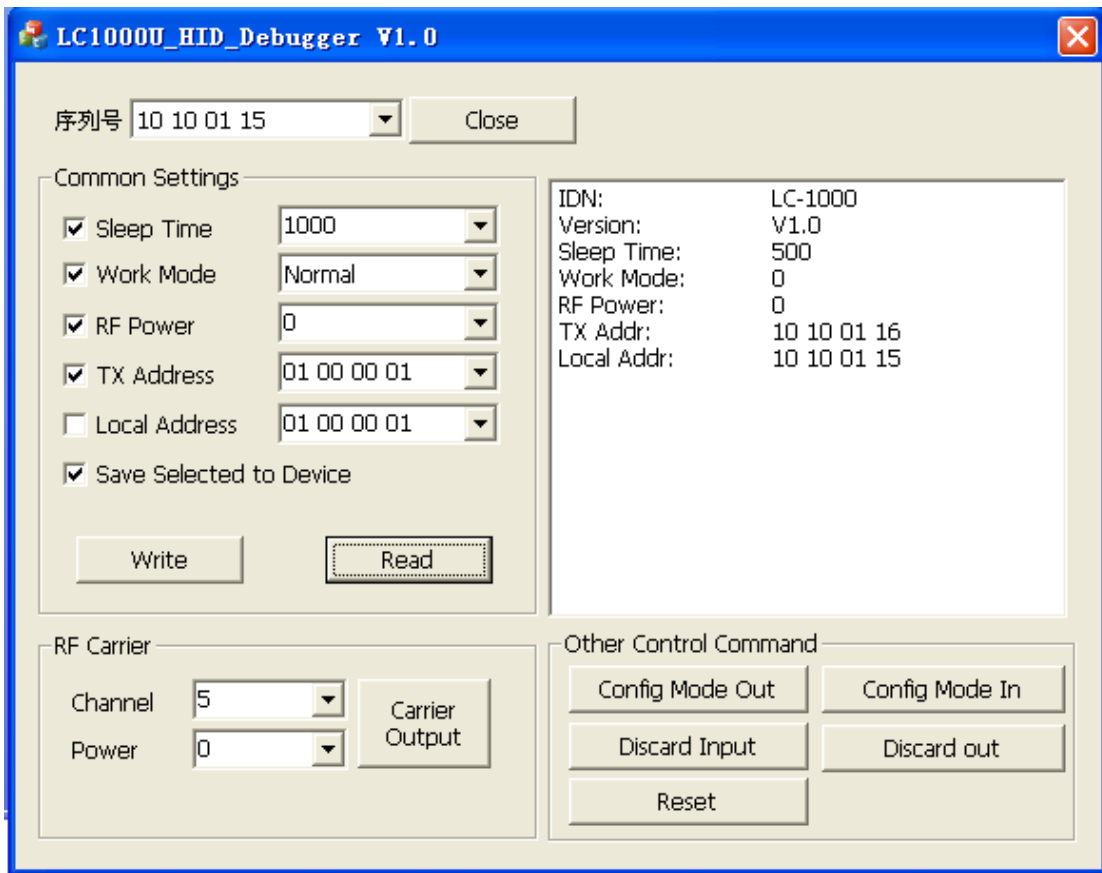 LC1000U_HID_Debugger V1.0
序列号 10 10 01 15 Close
Common Settings
Sleep Time 1000
Work Mode Normal
RF Power 0
TX Address 01 00 00 01
Local Address 01 00 00 01
Save Selected to Device
Write Read
IDN: LC-1000
Version: V1.0
Sleep Time: 500
Work Mode: 0
RF Power: 0
TX Addr: 10 10 01 16
Local Addr: 10 10 01 15
RF Carrier
Channel 5
Power 0
Carrier
Output
Other Control Command
Config Mode Out Config Mode In
Discard Input Discard out
Reset